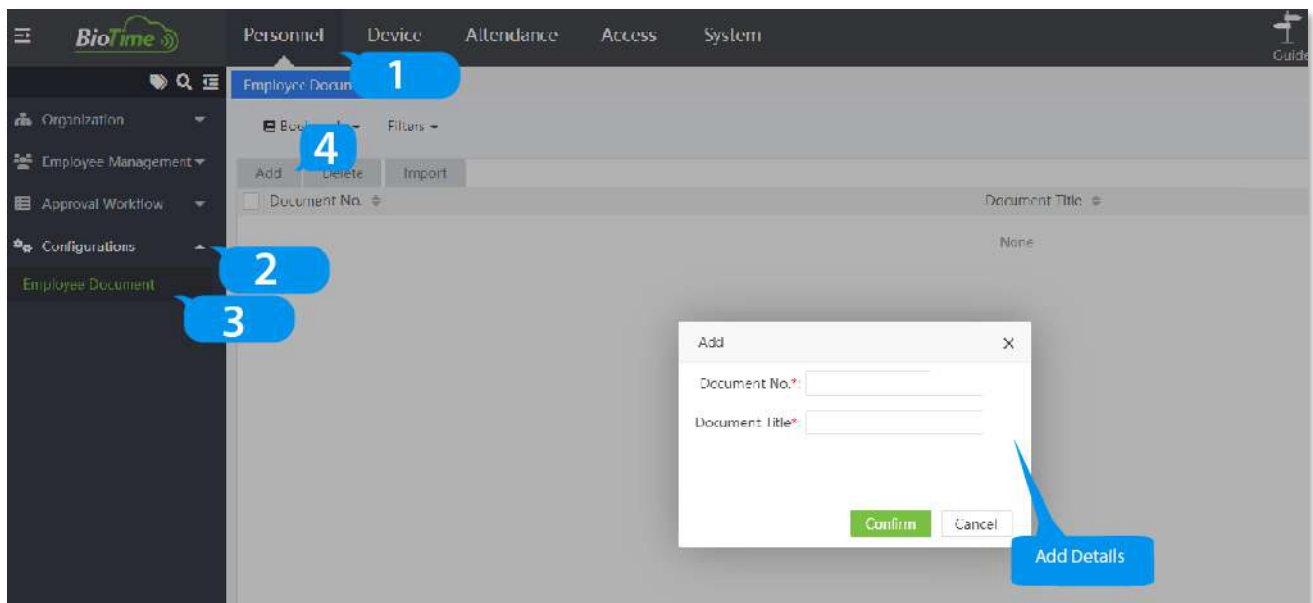 BioTime
Personnel Device Attendance Access System
Guide
1
Employee Docum
Organization
Filters
4
Employee Management
Add Delete Import
Approval Workflow
Document No. Document Title
Configurations
None
2
Employee Document
3
Add
Document No.*:
Document Title*:
Confirm Cancel
Add Details